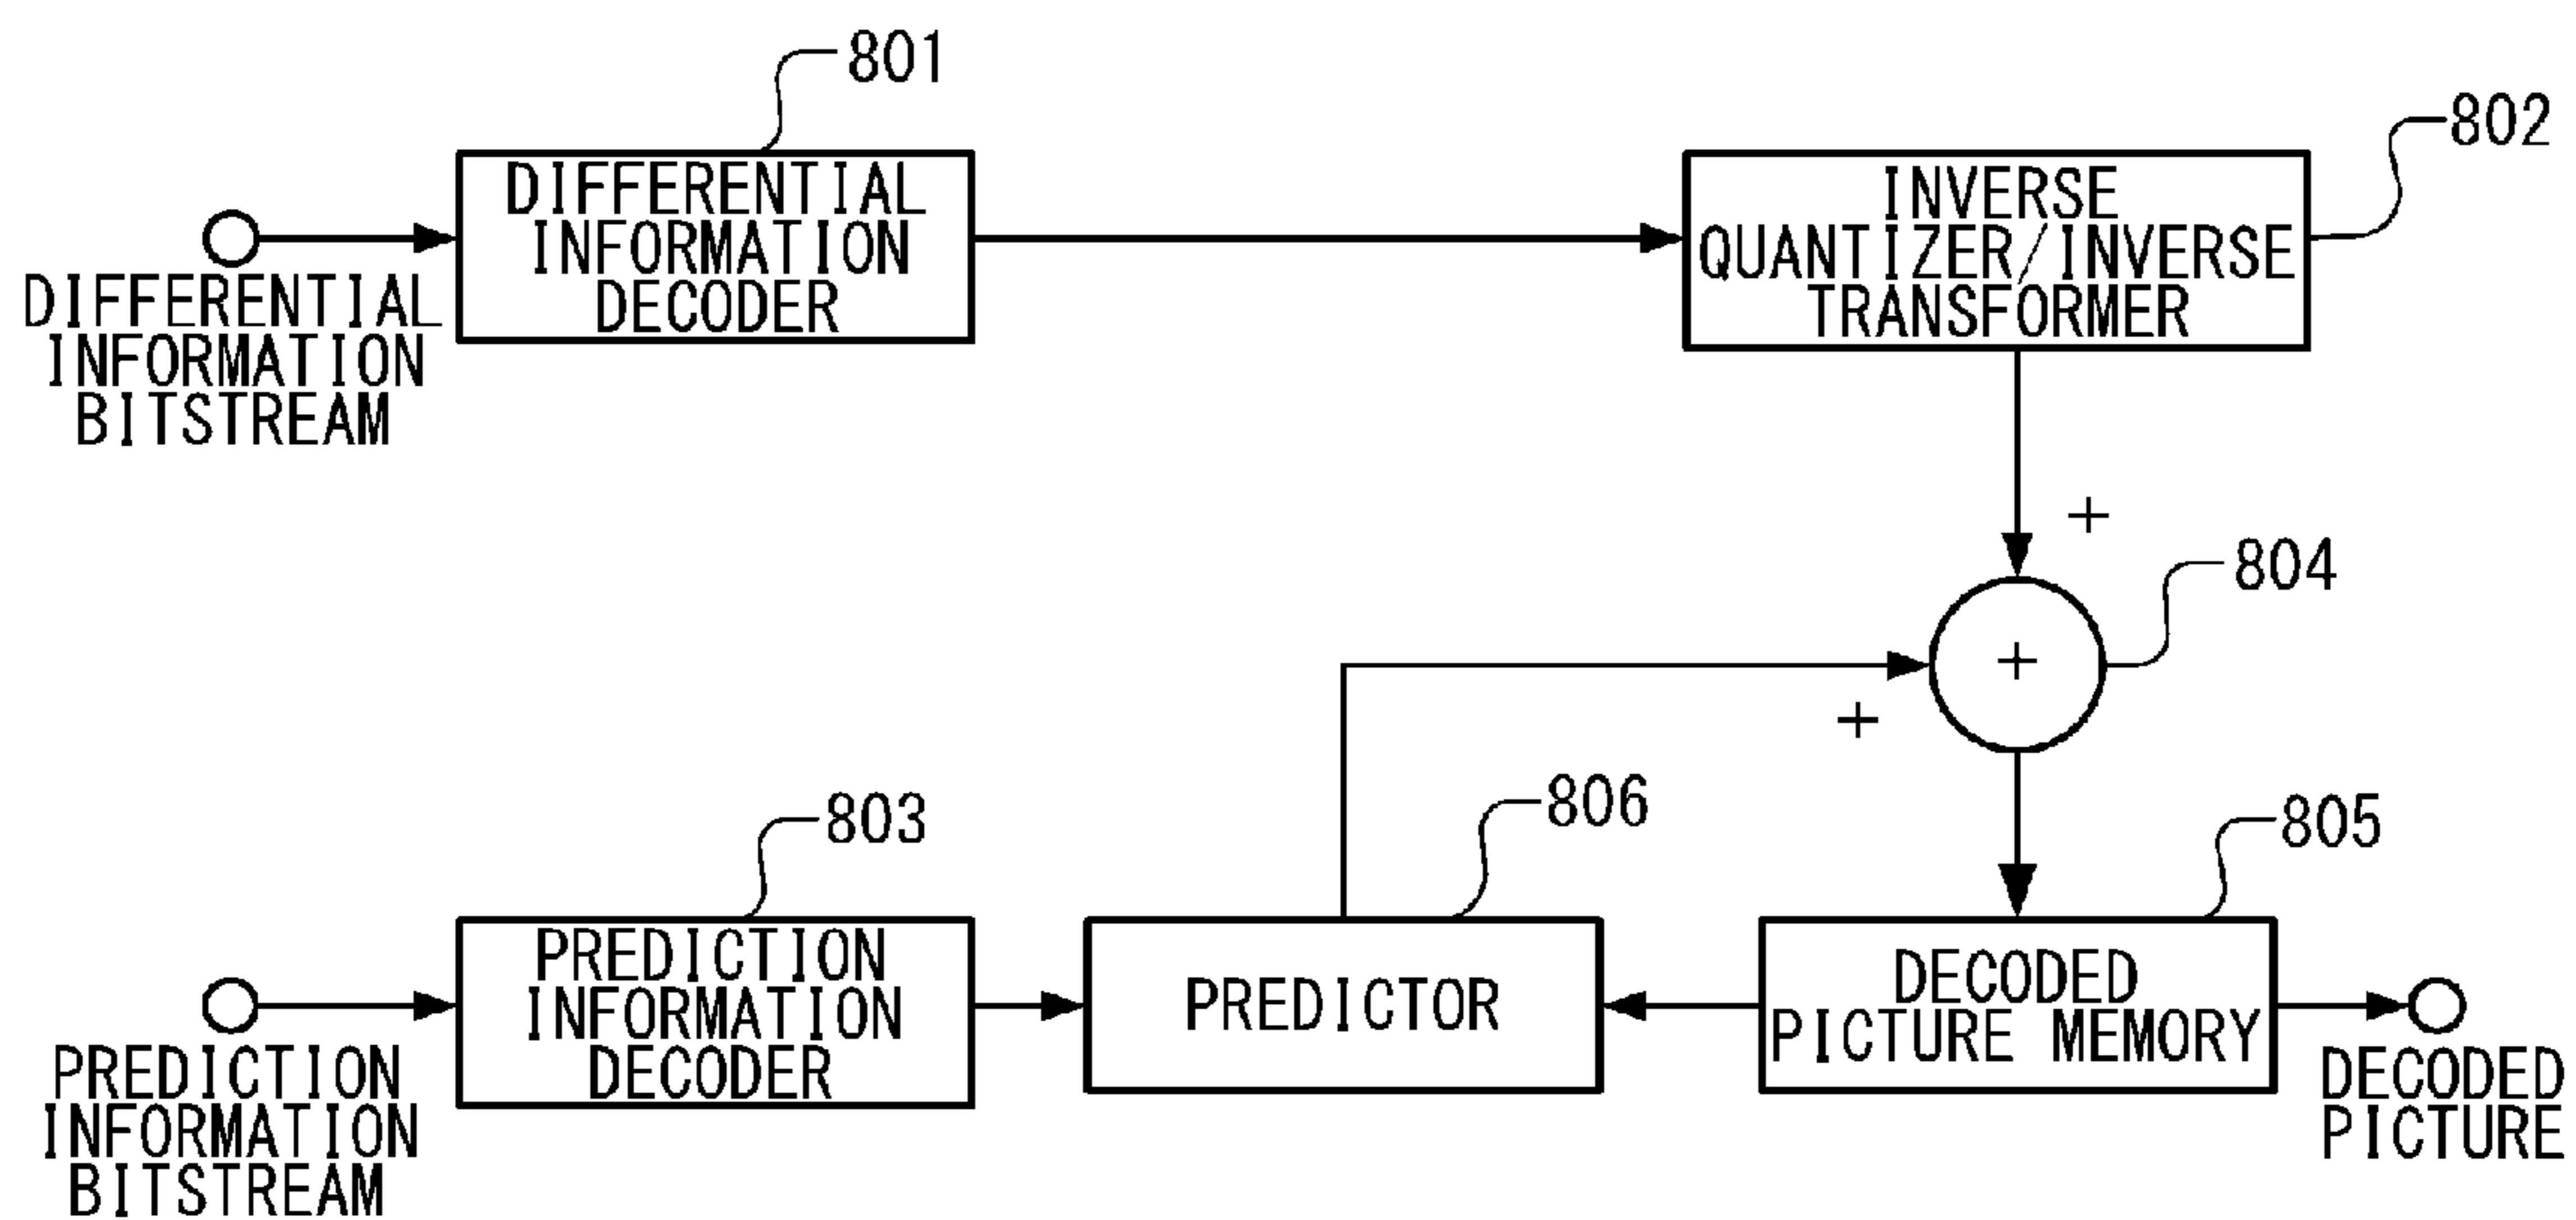 801
DIFFERENTIAL
INFORMATION
DECODER
802
INVERSE
QUANTIZER/INVERSE
TRANSFORMER
DIFFERENTIAL
INFORMATION
BITSTREAM
+
804
+
+
803
806
805
PREDICTION
INFORMATION
DECODER
PREDICTOR
DECODED
PICTURE MEMORY
PREDICTION
INFORMATION
BITSTREAM
DECODED
PICTURE